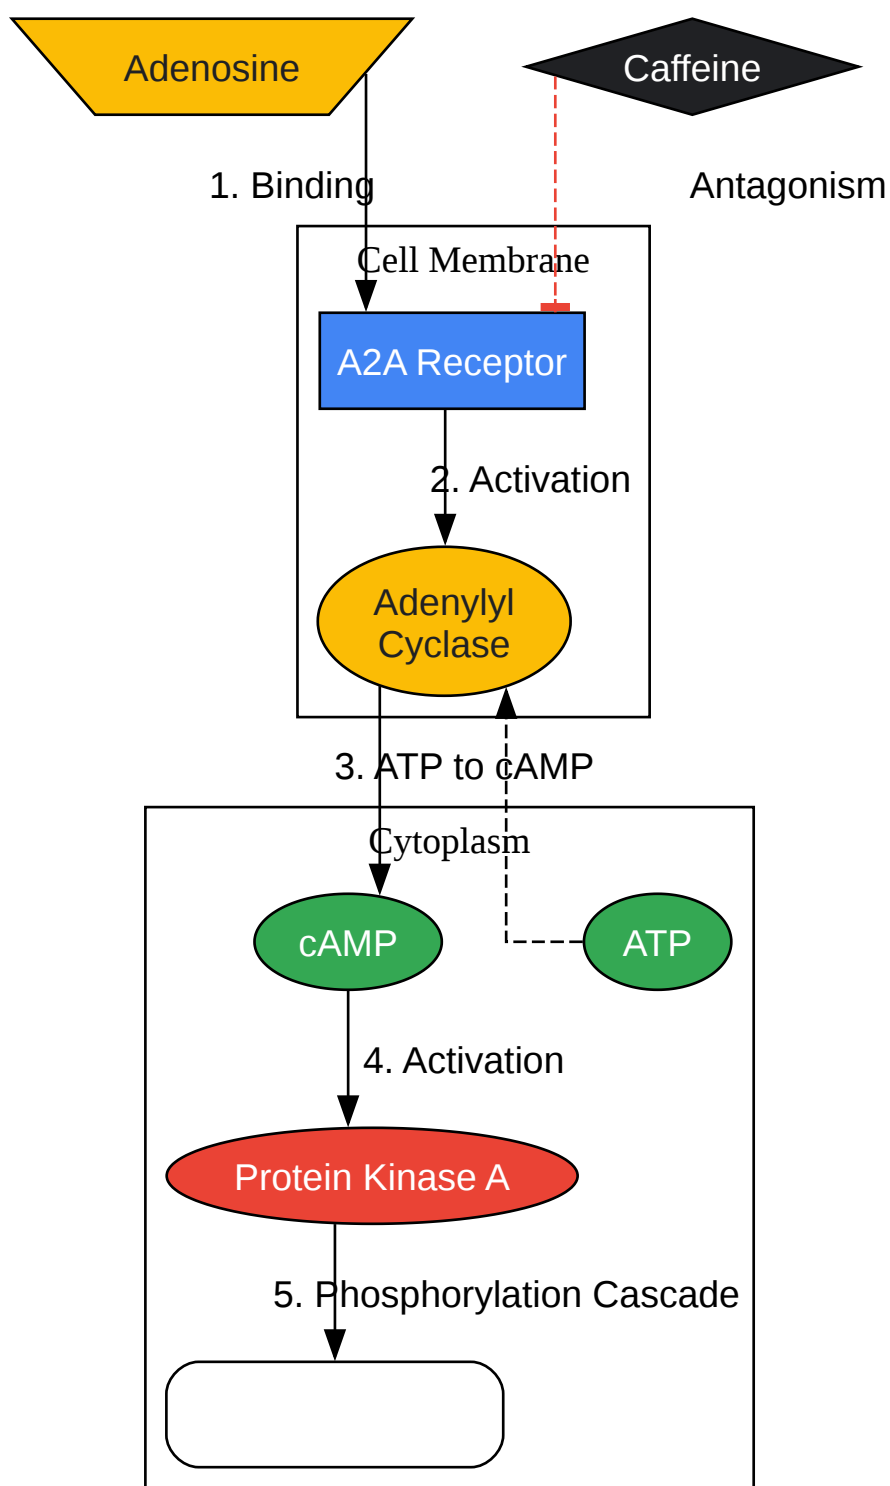 Adenosine
Caffeine
1. Binding
Antagonism
Cell Membrane
A2A Receptor
2. Activation
Adenylyl
Cyclase
3. ATP to cAMP
Cytoplasm
cAMP
ATP
4. Activation
Protein Kinase A
5. Phosphorylation Cascade